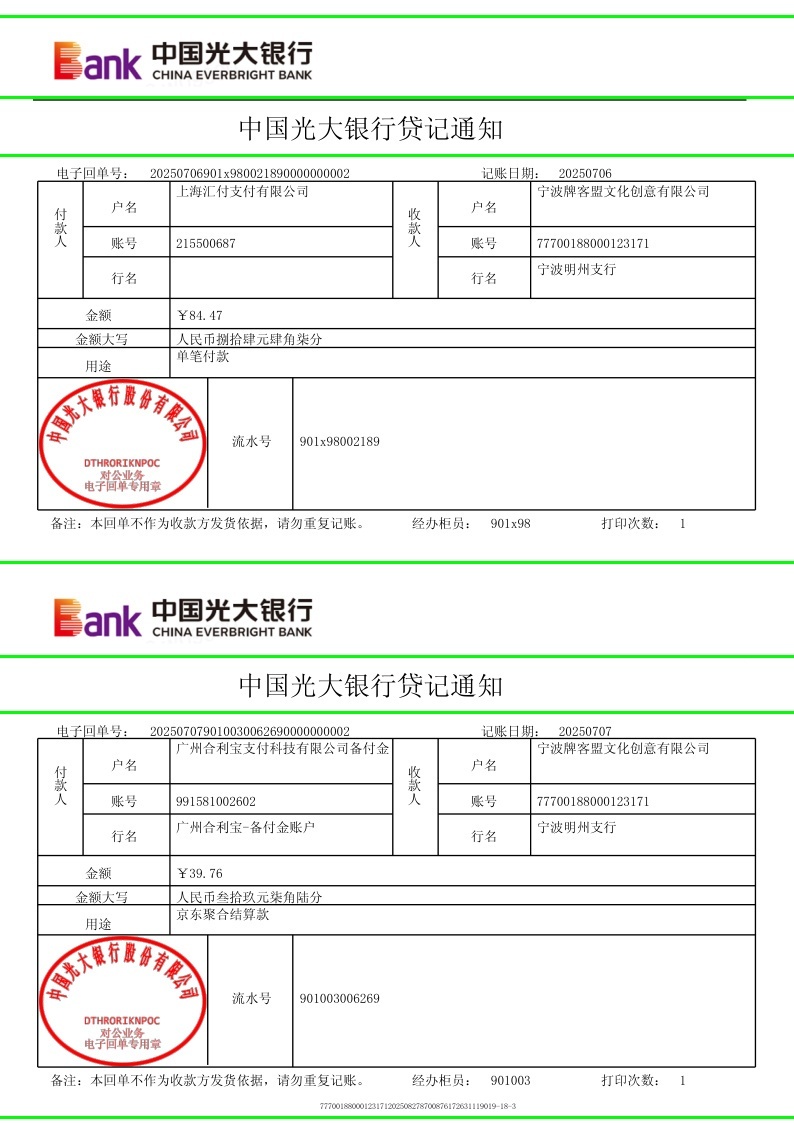 Bank 中国光大银行
CHINA EVERBRIGHT BANK
中国光大银行贷记通知
电子回单号： 20250706901x980021890000000002 记账日期： 20250706
付款人 户名 上海汇付支付有限公司 收款人 户名 宁波牌客盟文化创意有限公司
账号 215500687 账号 77700188000123171
行名 行名 宁波明州支行
金额 ￥84.47
金额大写 人民币捌拾肆元肆角柒分
用途 单笔付款
中国光大银行股份有限公司
DTHRORIKNPOC
对公业务
电子回单专用章
流水号 901x98002189
备注：本回单不作为收款方发货依据，请勿重复记账。 经办柜员： 901x98 打印次数： 1
Bank 中国光大银行
CHINA EVERBRIGHT BANK
中国光大银行贷记通知
电子回单号： 202507079010030062690000000002 记账日期： 20250707
付款人 户名 广州合利宝支付科技有限公司备付金 收款人 户名 宁波牌客盟文化创意有限公司
账号 991581002602 账号 77700188000123171
行名 广州合利宝-备付金账户 行名 宁波明州支行
金额 ￥39.76
金额大写 人民币叁拾玖元柒角陆分
用途 京东聚合结算款
中国光大银行股份有限公司
DTHRORIKNPOC
对公业务
电子回单专用章
流水号 901003006269
备注：本回单不作为收款方发货依据，请勿重复记账。 经办柜员： 901003 打印次数： 1
77700188000123171202508278700876172631119019-18-3